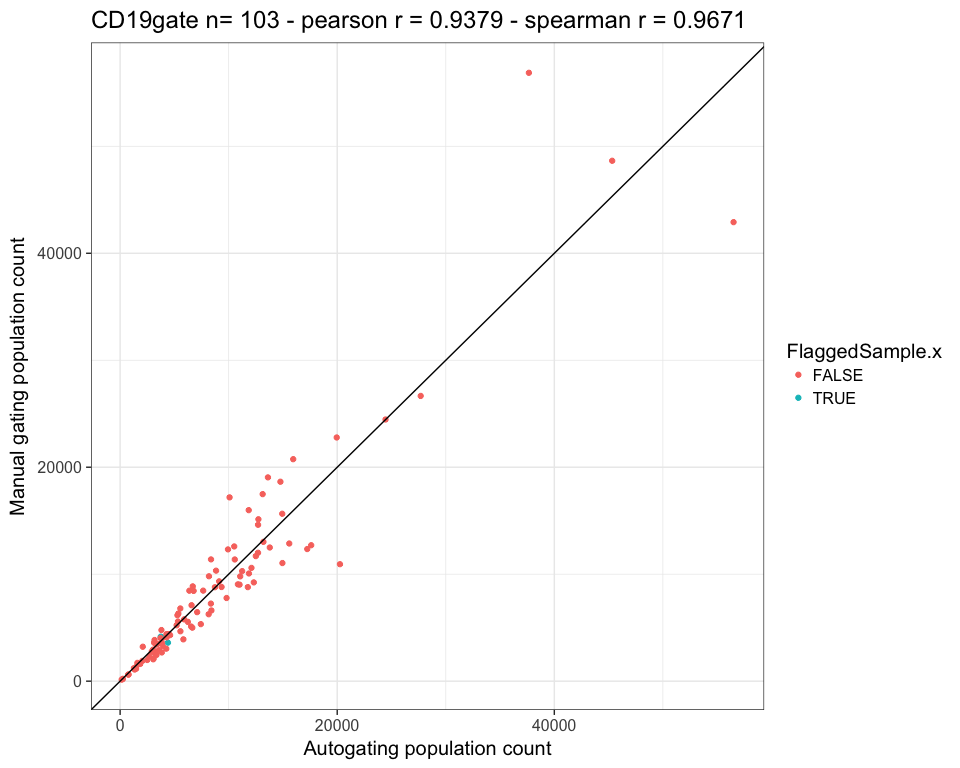 CD19gate n= 103 - pearson r = 0.9379 - spearman r = 0.9671
Manual gating population count
40000
20000
0
0
20000
40000
Autogating population count
FlaggedSample.x
FALSE
TRUE